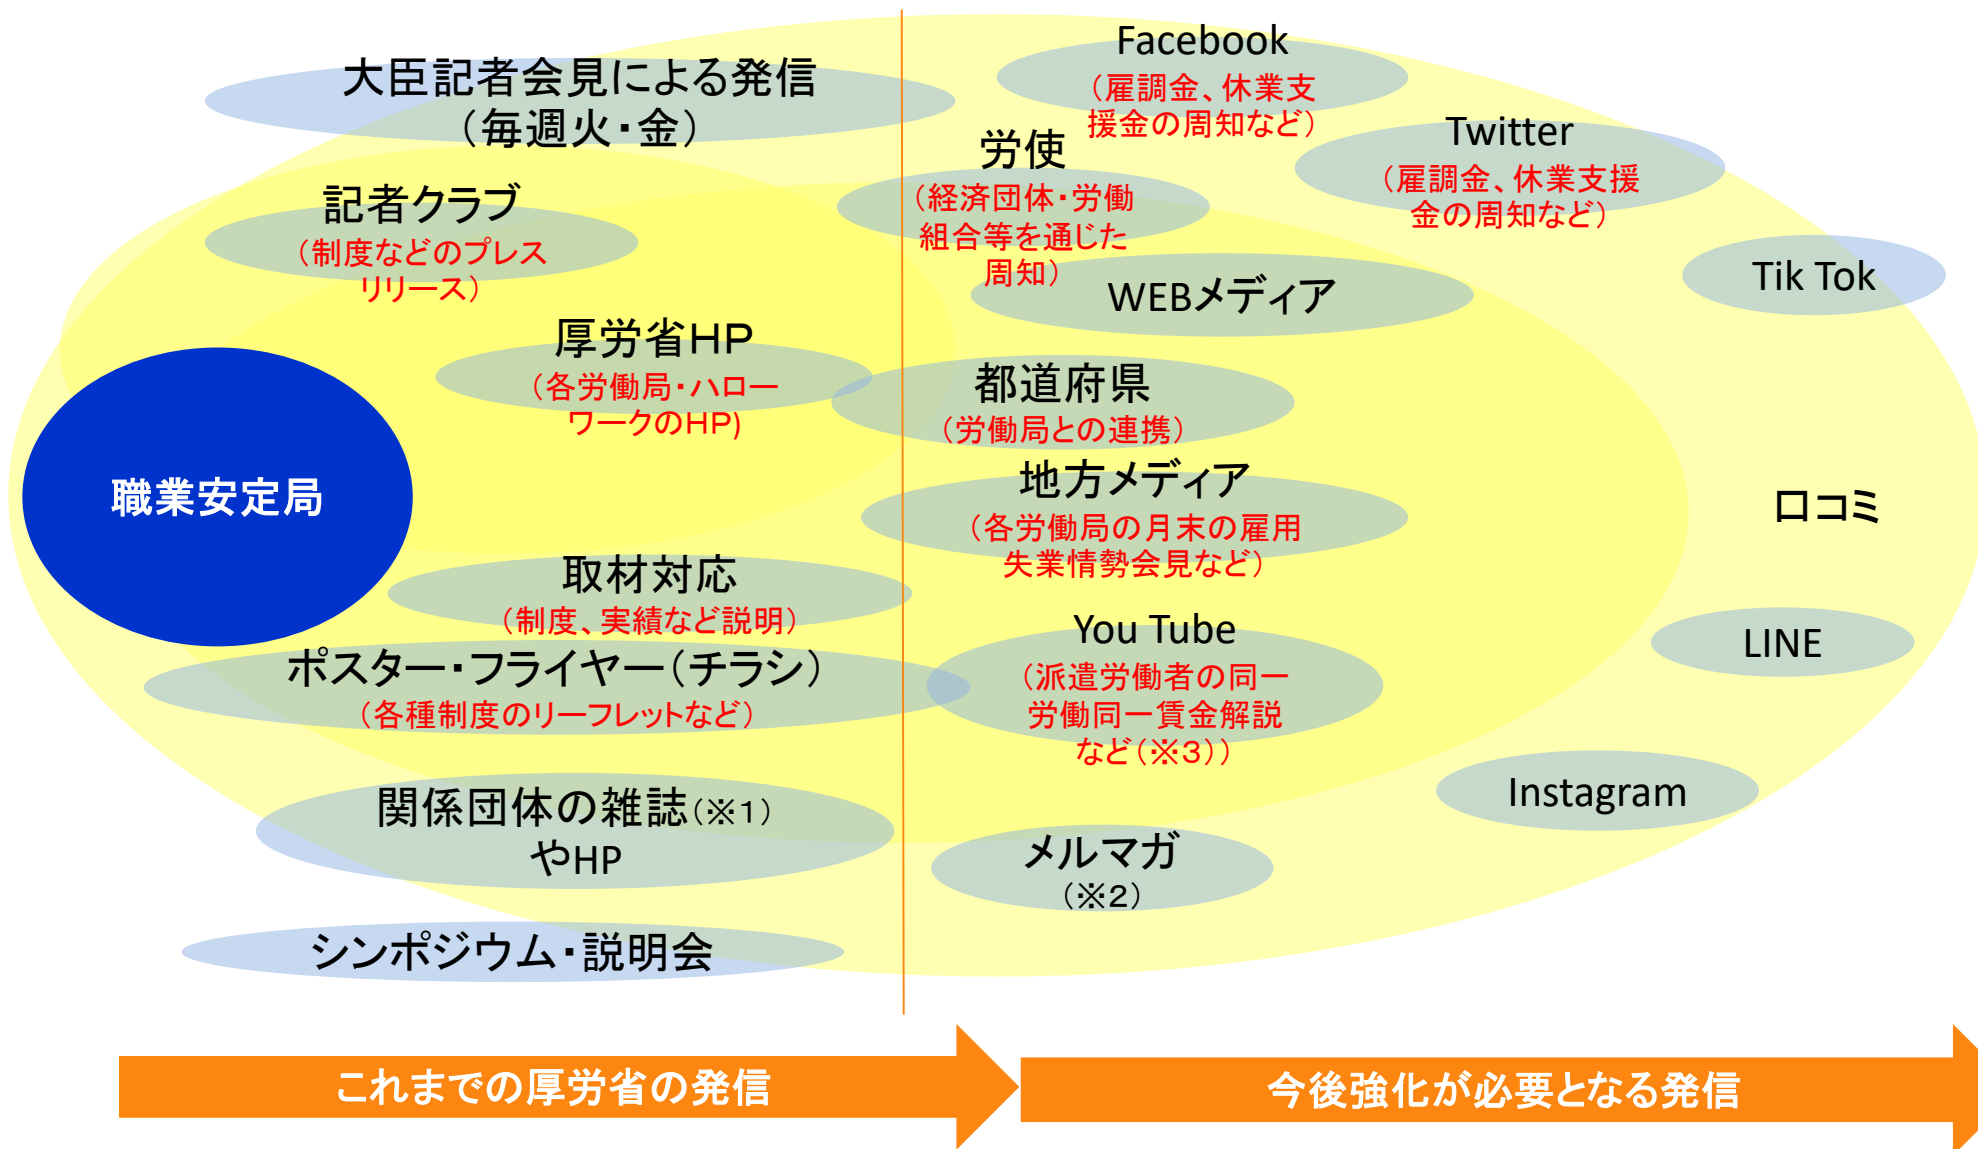 大臣記者会見による発信
（毎週火・金）
記者クラブ
（制度などのプレス
リリース）
厚労省ＨＰ
（各労働局・ハロー
ワークのＨＰ)
職業安定局
取材対応
（制度、実績など説明）
ポスター・フライヤー（チラシ）
（各種制度のリーフレットなど）
関係団体の雑誌（※１）
やHP
シンポジウム・説明会
Facebook
（雇調金、休業支
援金の周知など）
Twitter
（雇調金、休業支援
金の周知など）
労使
（経済団体・労働
組合等を通じた
周知）
Tik Tok
WEBメディア
都道府県
（労働局との連携）
地方メディア
（各労働局の月末の雇用
失業情勢会見など）
口コミ
You Tube
（派遣労働者の同一
労働同一賃金解説
など（※３））
LINE
Instagram
メルマガ
（※２）
これまでの厚労省の発信
今後強化が必要となる発信